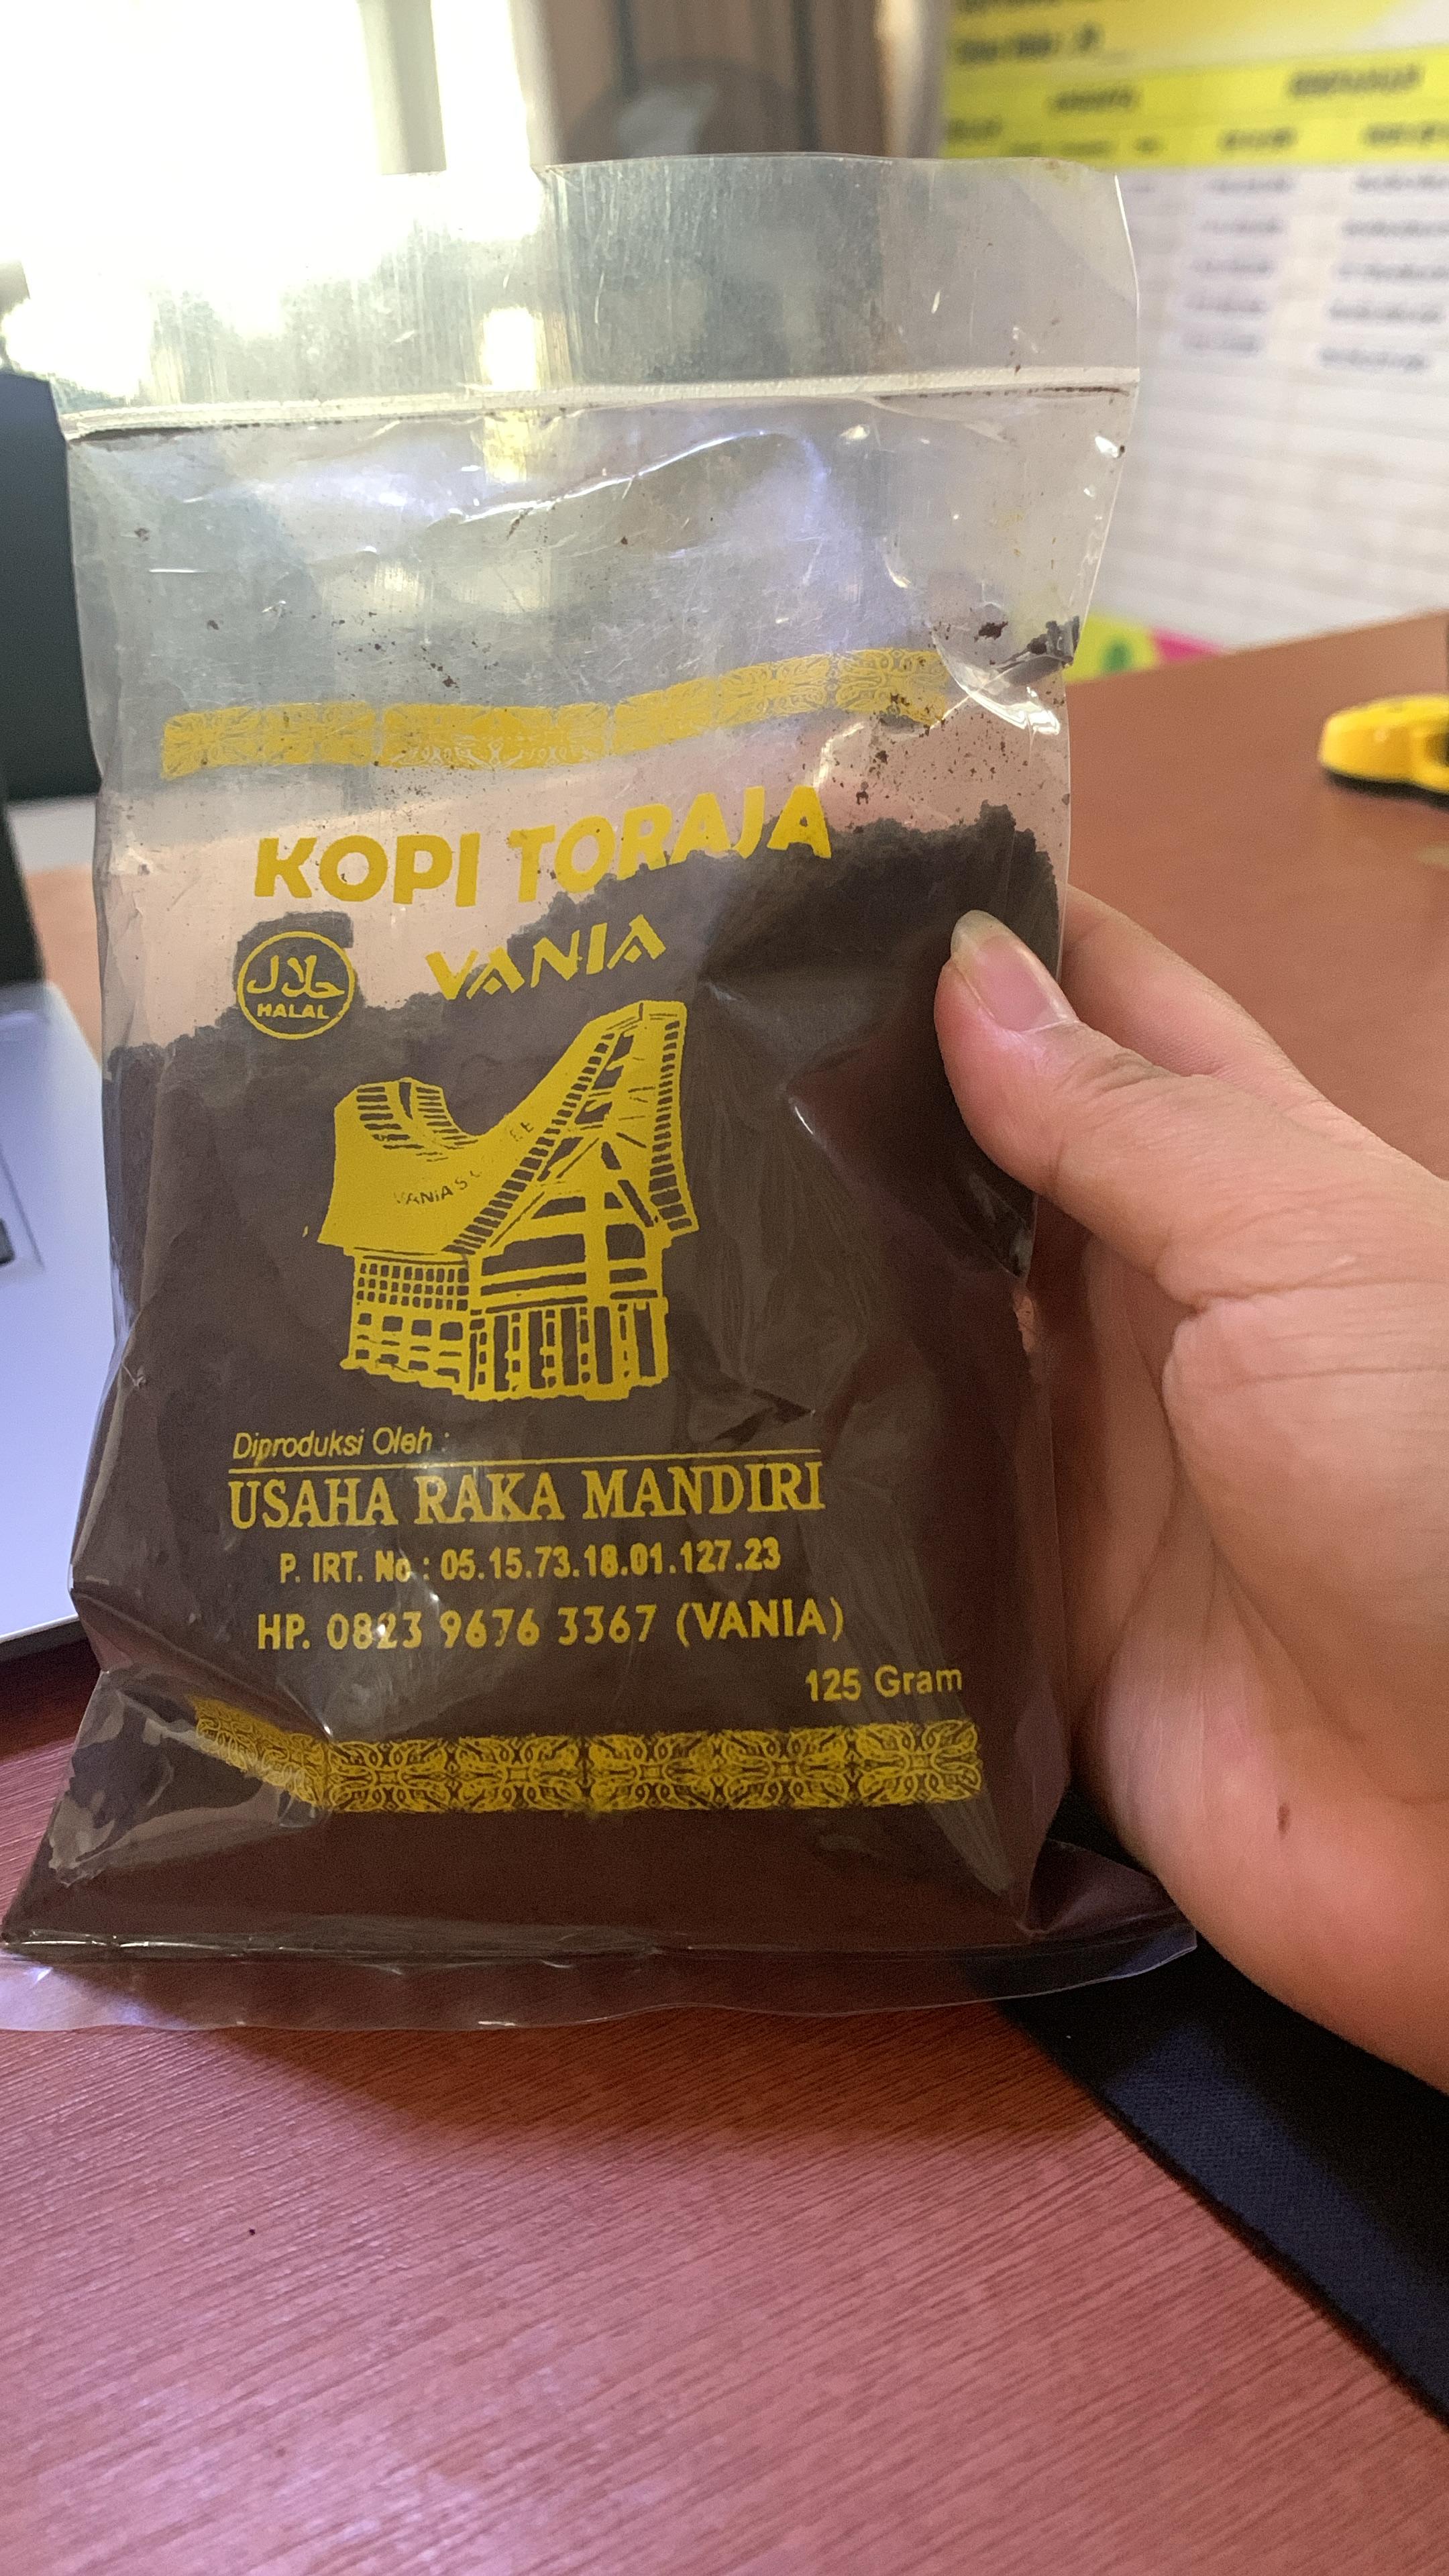 KOPI TORAJA
VANIA
حلال
HALAL
VANIA'S
Diproduksi Oleh :
USAHA RAKA MANDIRI
P. IRT. No : 05.15.73.18.01.127.23
HP. 0823 9676 3367 (VANIA)
125 Gram